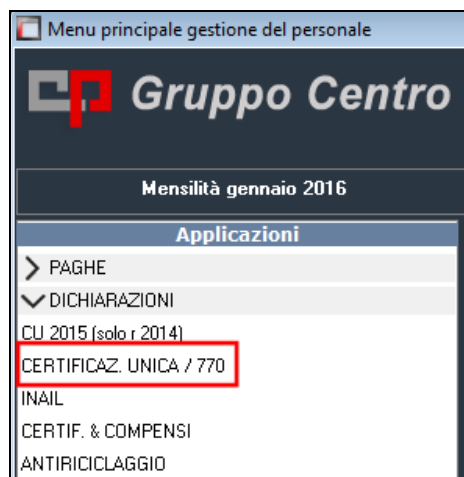 Menu principale gestione del personale
Gruppo Centro
Mensilità gennaio 2016
Applicazioni
PAGHE
DICHIARAZIONI
CU 2015 (solo r 2014)
CERTIFICAZ. UNICA / 770
INAIL
CERTIF. & COMPENSI
ANTIRICICLAGGIO